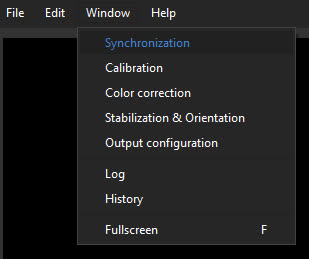 File Edit Window Help
Synchronization
Calibration
Color correction
Stabilization & Orientation
Output configuration
Log
History
Fullscreen F